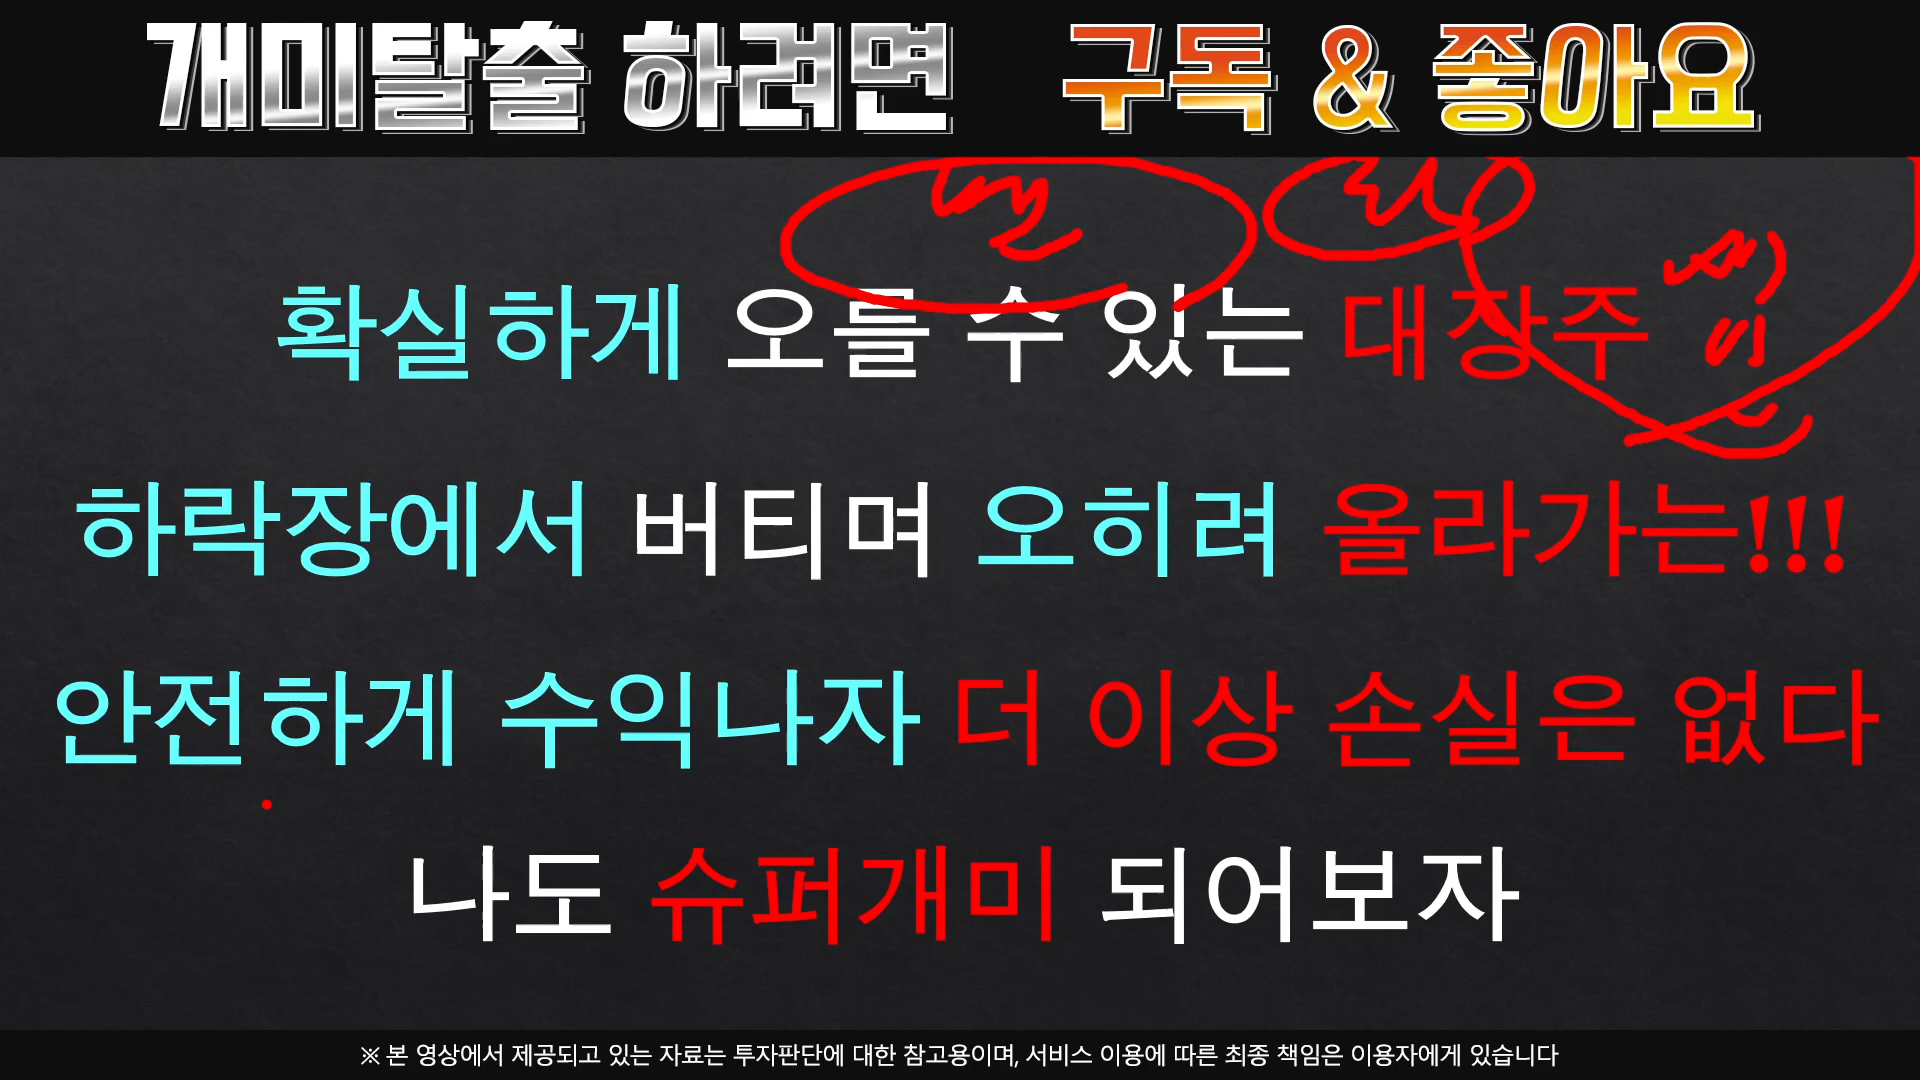 개미탈출 하려면 구독 & 좋아요
확실하게 오를 수 있는 대장주
하락장에서 버티며 오히려 올라가는!!!
안전하게 수익나자 더 이상 손실은 없다
나도 슈퍼개미 되어보자
※ 본 영상에서 제공되고 있는 자료는 투자판단에 대한 참고용이며, 서비스 이용에 따른 최종 책임은 이용자에게 있습니다